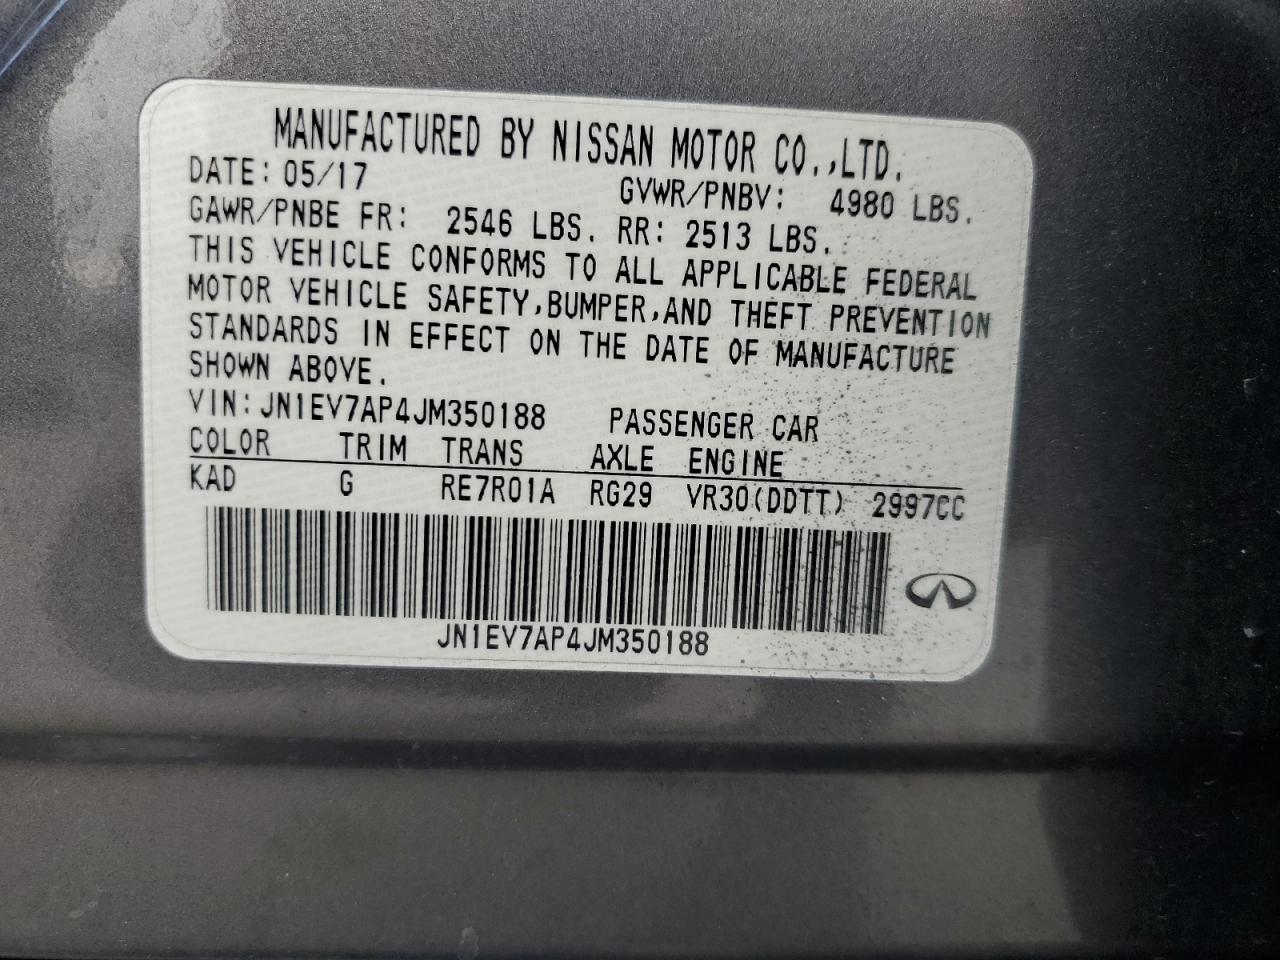 MANUFACTURED BY NISSAN MOTOR CO.,LTD.
DATE: 05/17 GVWR/PNBV: 4980 LBS.
GAWR/PNBE FR: 2546 LBS. RR: 2513 LBS.
THIS VEHICLE CONFORMS TO ALL APPLICABLE FEDERAL
MOTOR VEHICLE SAFETY,BUMPER,AND THEFT PREVENTION
STANDARDS IN EFFECT ON THE DATE OF MANUFACTURE
SHOWN ABOVE.
VIN:JN1EV7AP4JM350188 PASSENGER CAR
COLOR TRIM TRANS AXLE ENGINE
KAD G RE7R01A RG29 VR30(DDTT) 2997CC
JN1EV7AP4JM350188